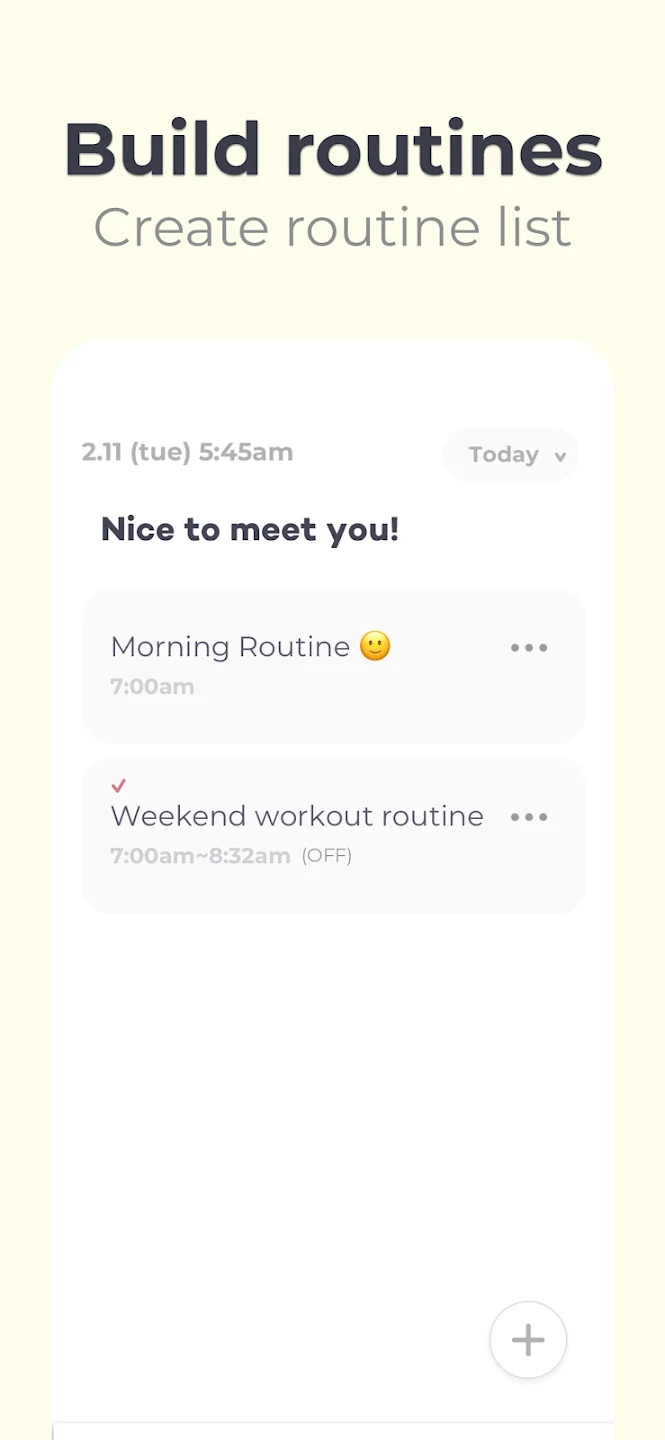 Build routines
Create routine list
2.11 (tue) 5:45am
Today
Nice to meet you!
Morning Routine 🙂
7:00am
Weekend workout routine
7:00am~8:32am (OFF)